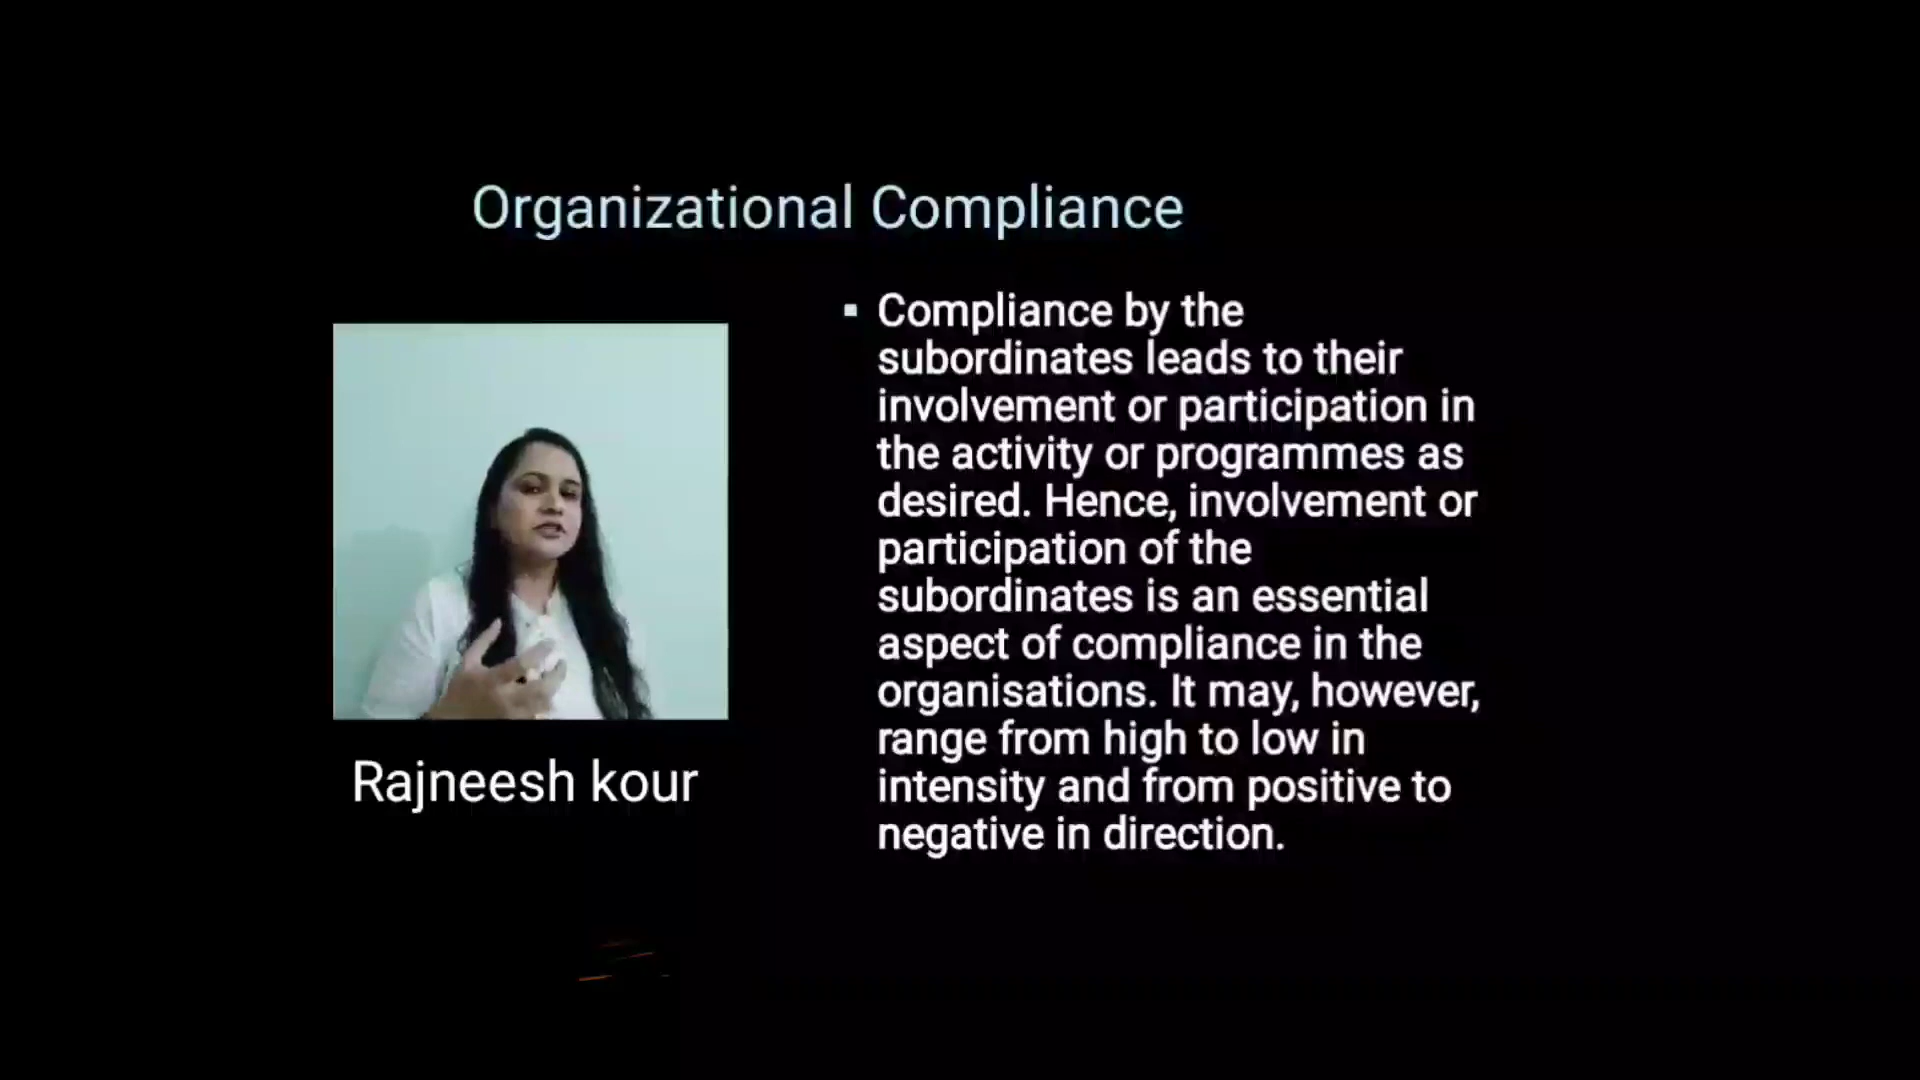 Organizational Compliance
▪ Compliance by the
subordinates leads to their
involvement or participation in
the activity or programmes as
desired. Hence, involvement or
participation of the
subordinates is an essential
aspect of compliance in the
organisations. It may, however,
range from high to low in
intensity and from positive to
negative in direction.
Rajneesh kour